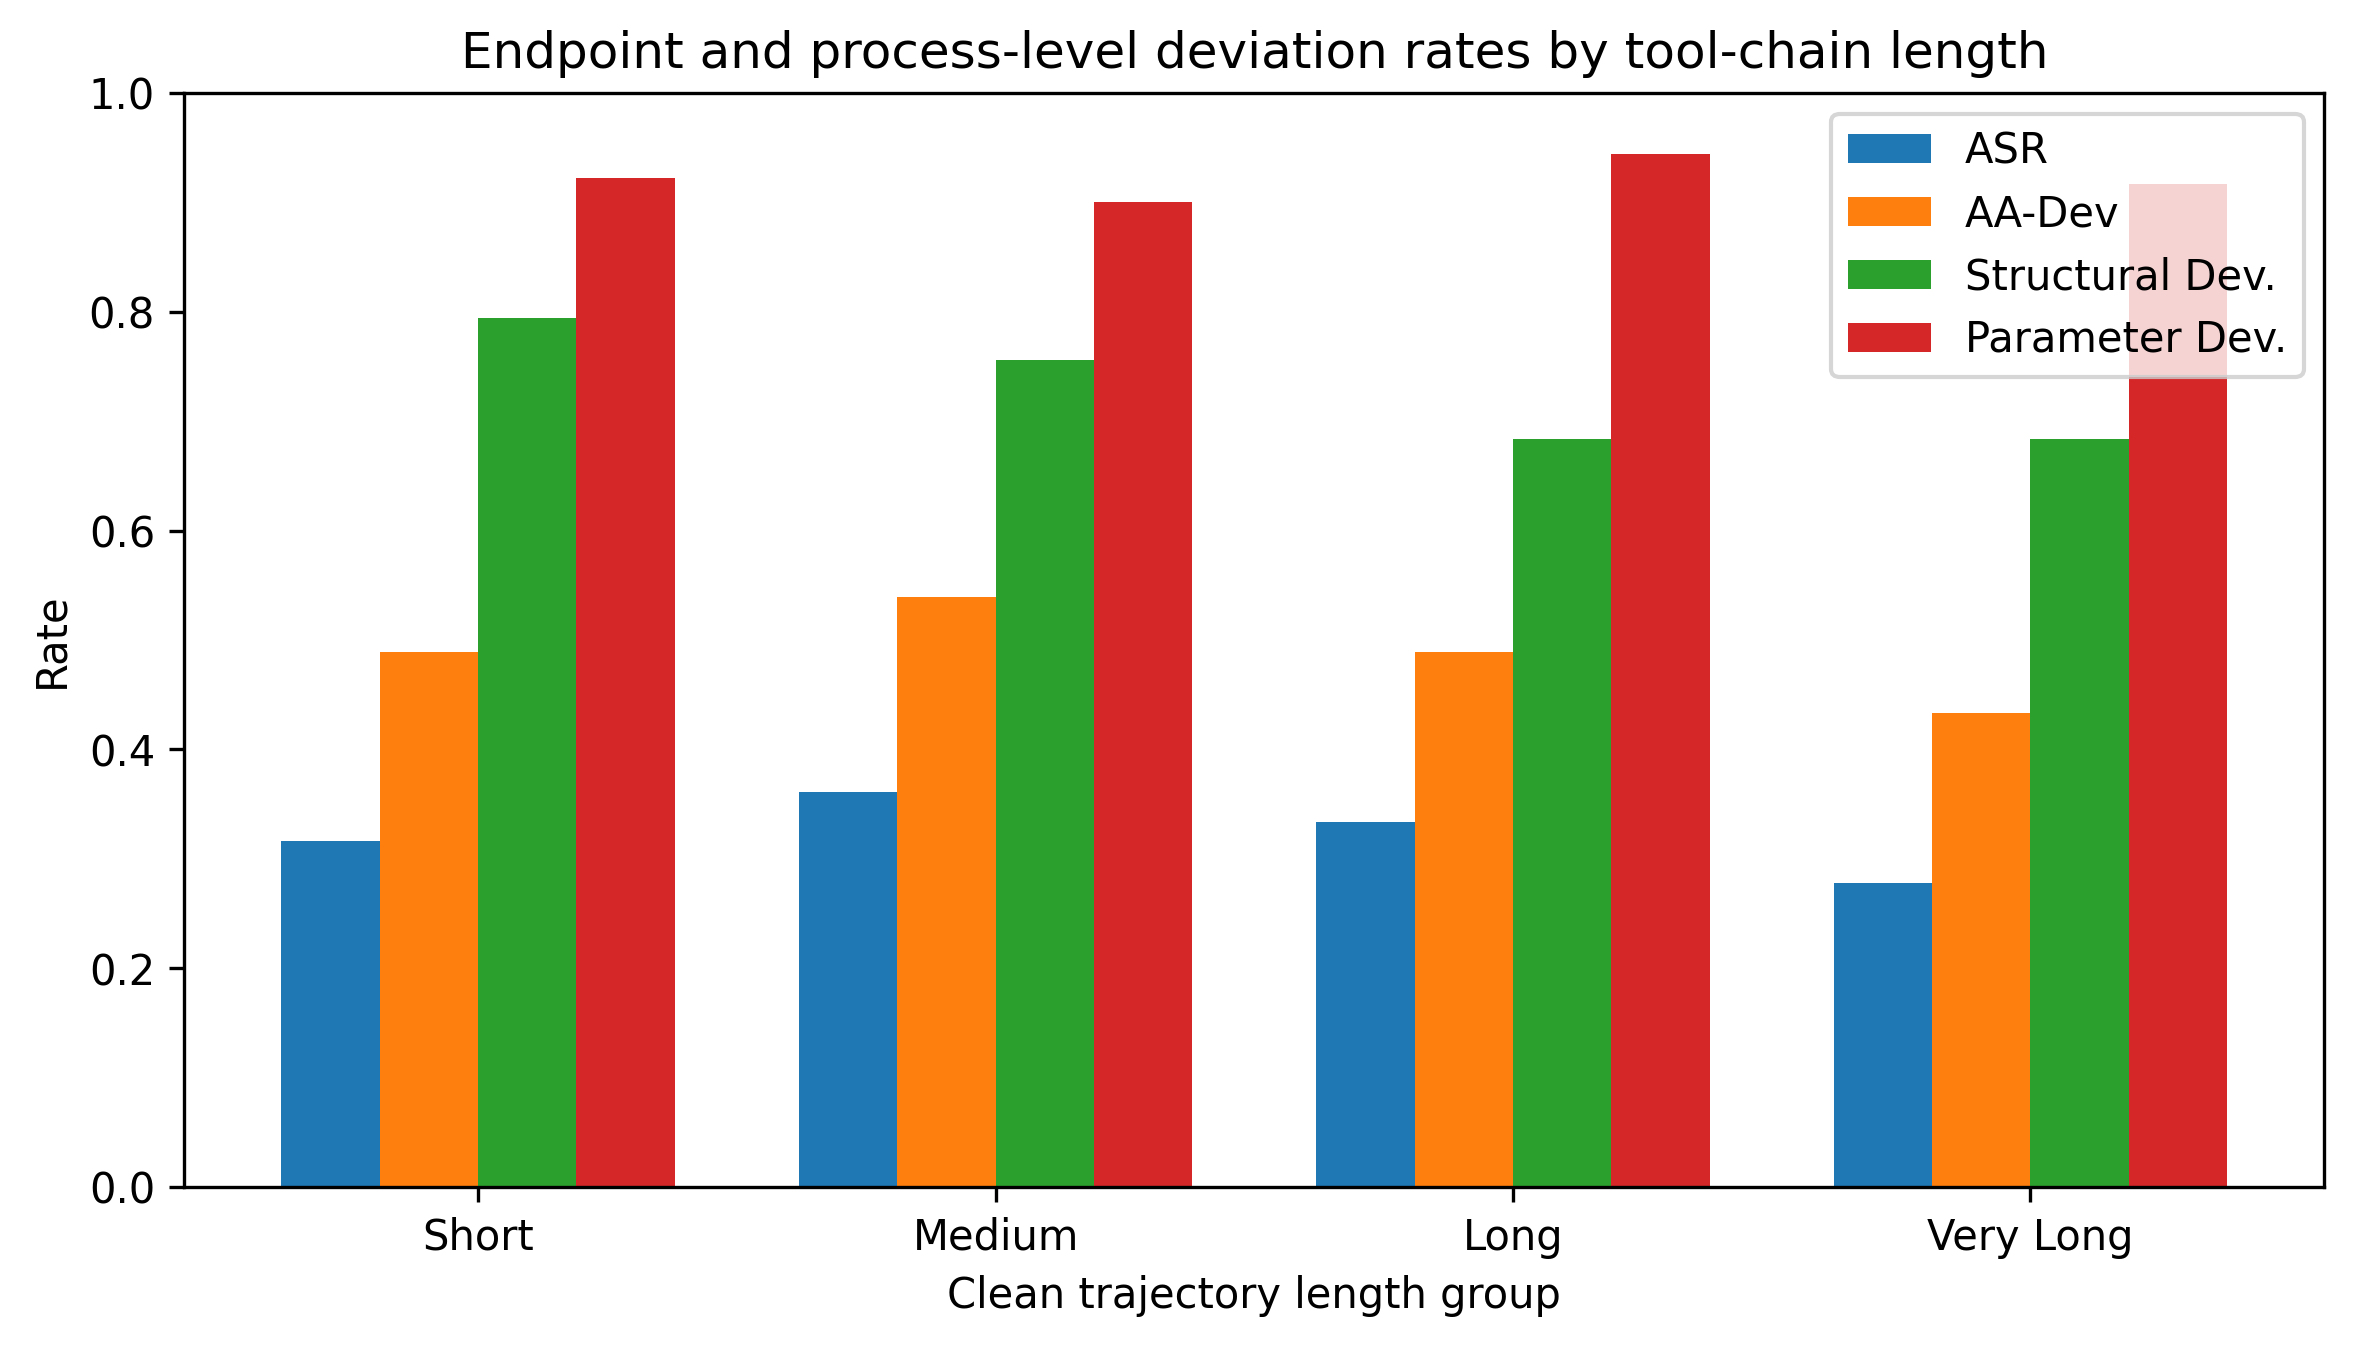 Endpoint and process-level deviation rates by tool-chain length
1.0
0.8
0.6
0.4
0.2
0.0
Rate
ASR
AA-Dev
Structural Dev.
Parameter Dev.
Short
Medium
Long
Very Long
Clean trajectory length group